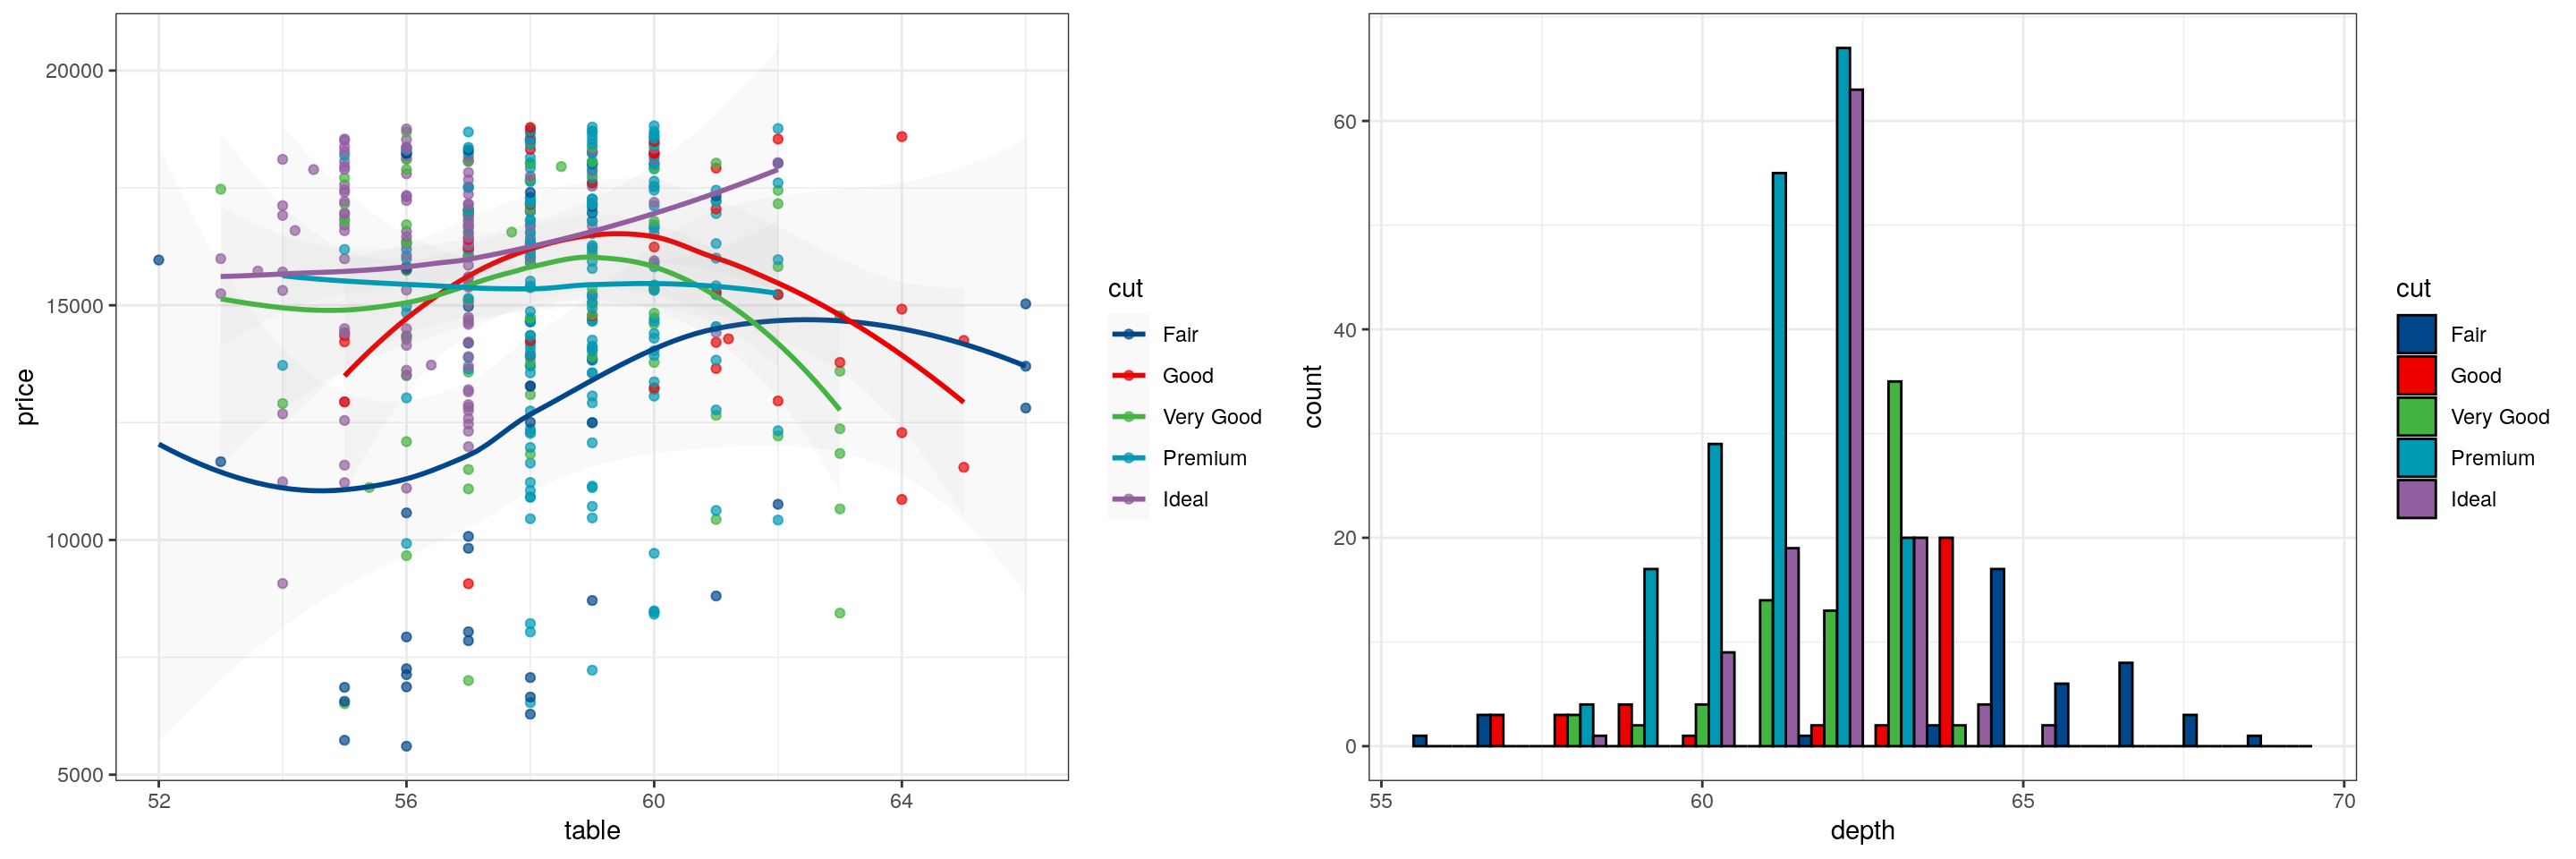 20000
15000
10000
5000
price
52
56
60
64
table
cut
Fair
Good
Very Good
Premium
Ideal
60
40
20
0
count
55
60
65
70
depth
cut
Fair
Good
Very Good
Premium
Ideal